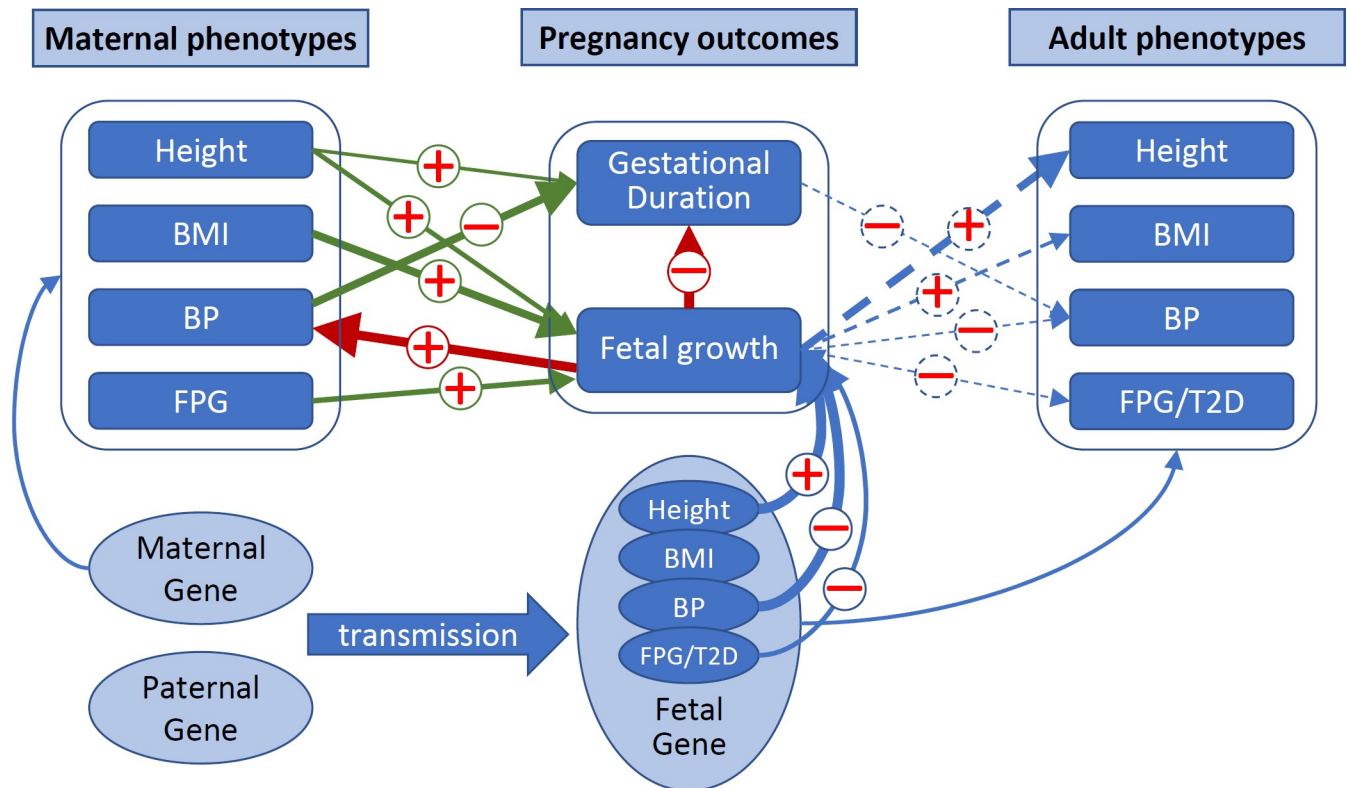 Maternal phenotypes
Pregnancy outcomes
Adult phenotypes
Height
BMI
BP
FPG
+
+
−
+
+
+
Gestational
Duration
−
Fetal growth
−
+
+
−
−
Height
BMI
BP
FPG/T2D
Maternal
Gene
Paternal
Gene
transmission
Height
BMI
BP
FPG/T2D
Fetal
Gene
+
−
−